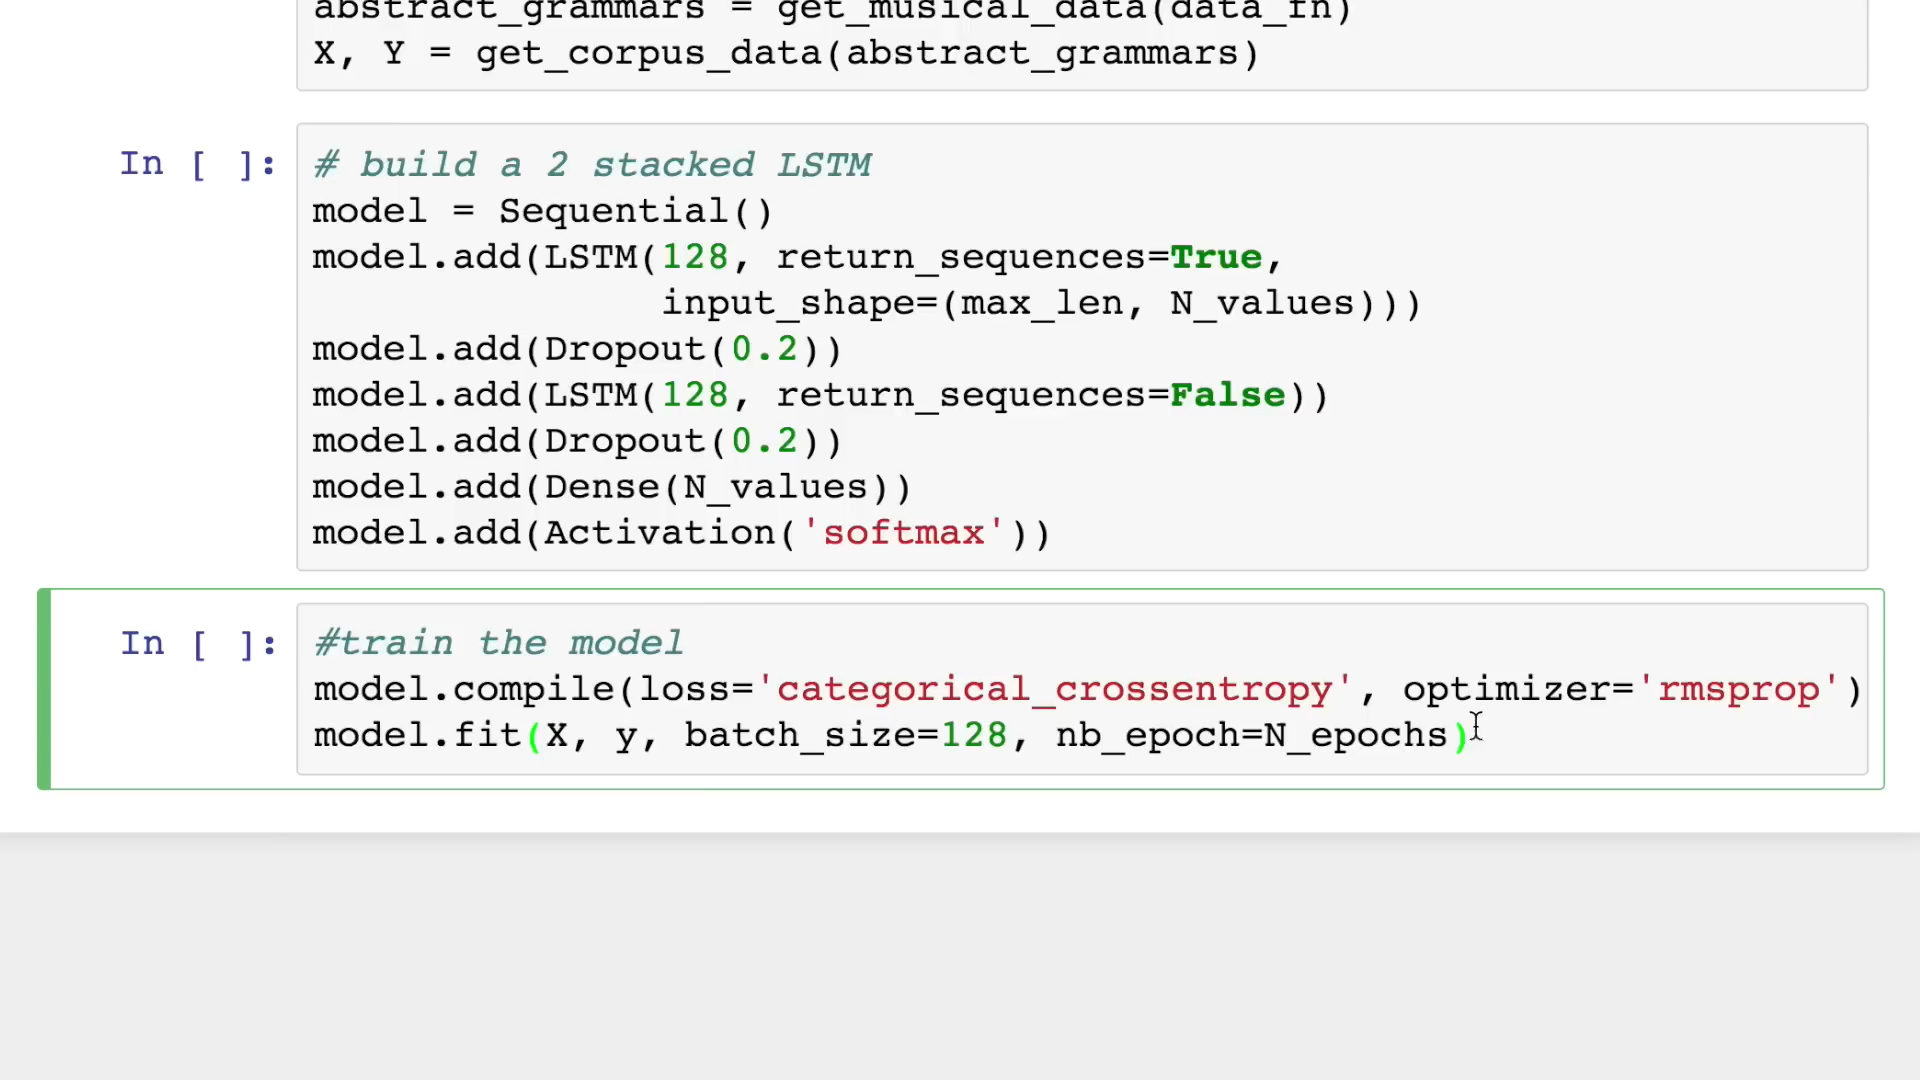 abstract_grammars = get_musical_data(data_fn)
X, Y = get_corpus_data(abstract_grammars)
In [ ]:
# build a 2 stacked LSTM
model = Sequential()
model.add(LSTM(128, return_sequences=True,
input_shape=(max_len, N_values)))
model.add(Dropout(0.2))
model.add(LSTM(128, return_sequences=False))
model.add(Dropout(0.2))
model.add(Dense(N_values))
model.add(Activation('softmax'))
In [ ]:
#train the model
model.compile(loss='categorical_crossentropy', optimizer='rmsprop')
model.fit(X, y, batch_size=128, nb_epoch=N_epochs)